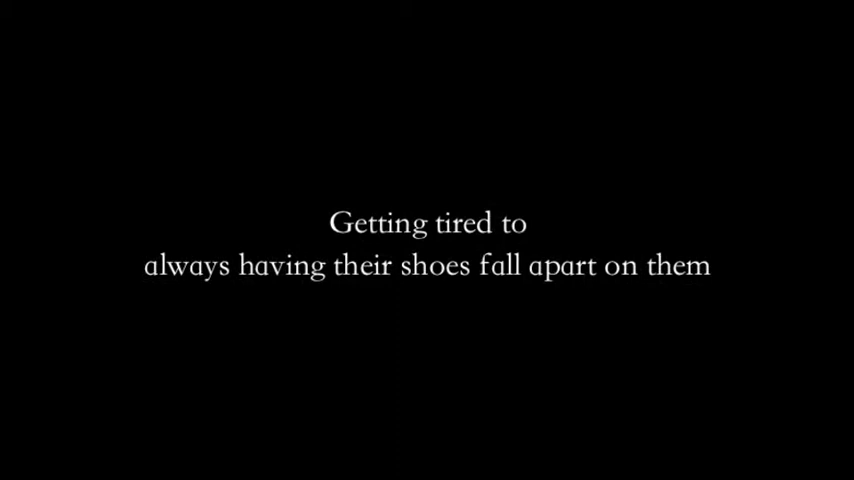 Getting tired to
always having their shoes fall apart on them